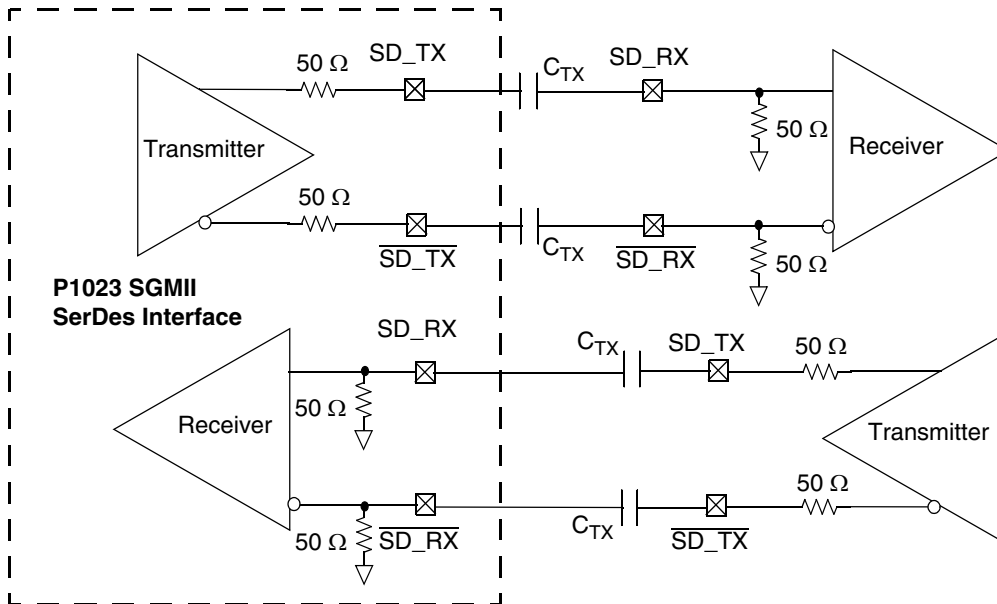 50 Ω
SD_TX
C_TX
SD_RX
50 Ω
Transmitter
Receiver
50 Ω
SD_TX
C_TX
SD_RX
50 Ω
P1023 SGMII
SerDes Interface
SD_RX
C_TX
SD_TX
50 Ω
50 Ω
Receiver
Transmitter
50 Ω
50 Ω
SD_RX
C_TX
SD_TX